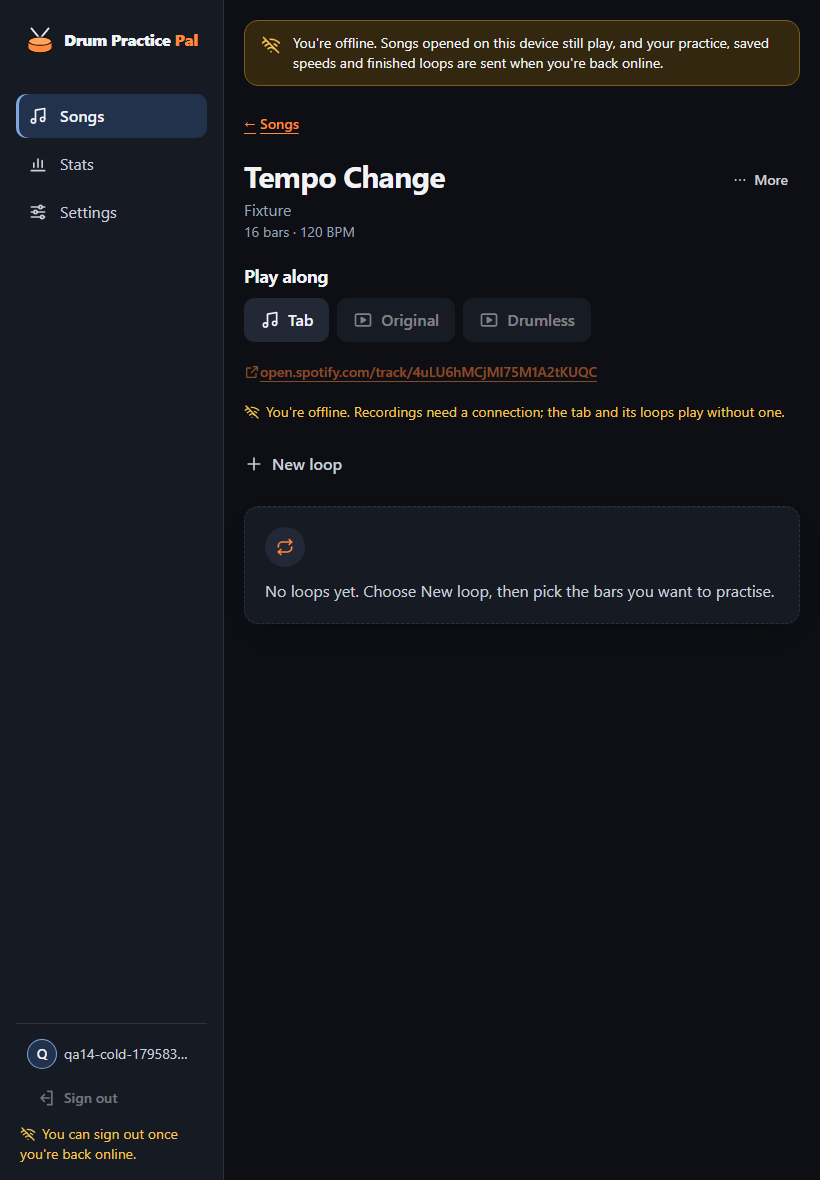 Drum Practice Pal
Songs
Stats
Settings
Q qa14-cold-179583...
Sign out
You can sign out once
you're back online.
You're offline. Songs opened on this device still play, and your practice, saved
speeds and finished loops are sent when you're back online.
← Songs
Tempo Change
··· More
Fixture
16 bars · 120 BPM
Play along
Tab Original Drumless
open.spotify.com/track/4uLU6hMCjMI75M1A2tKUQC
You're offline. Recordings need a connection; the tab and its loops play without one.
+ New loop
No loops yet. Choose New loop, then pick the bars you want to practise.